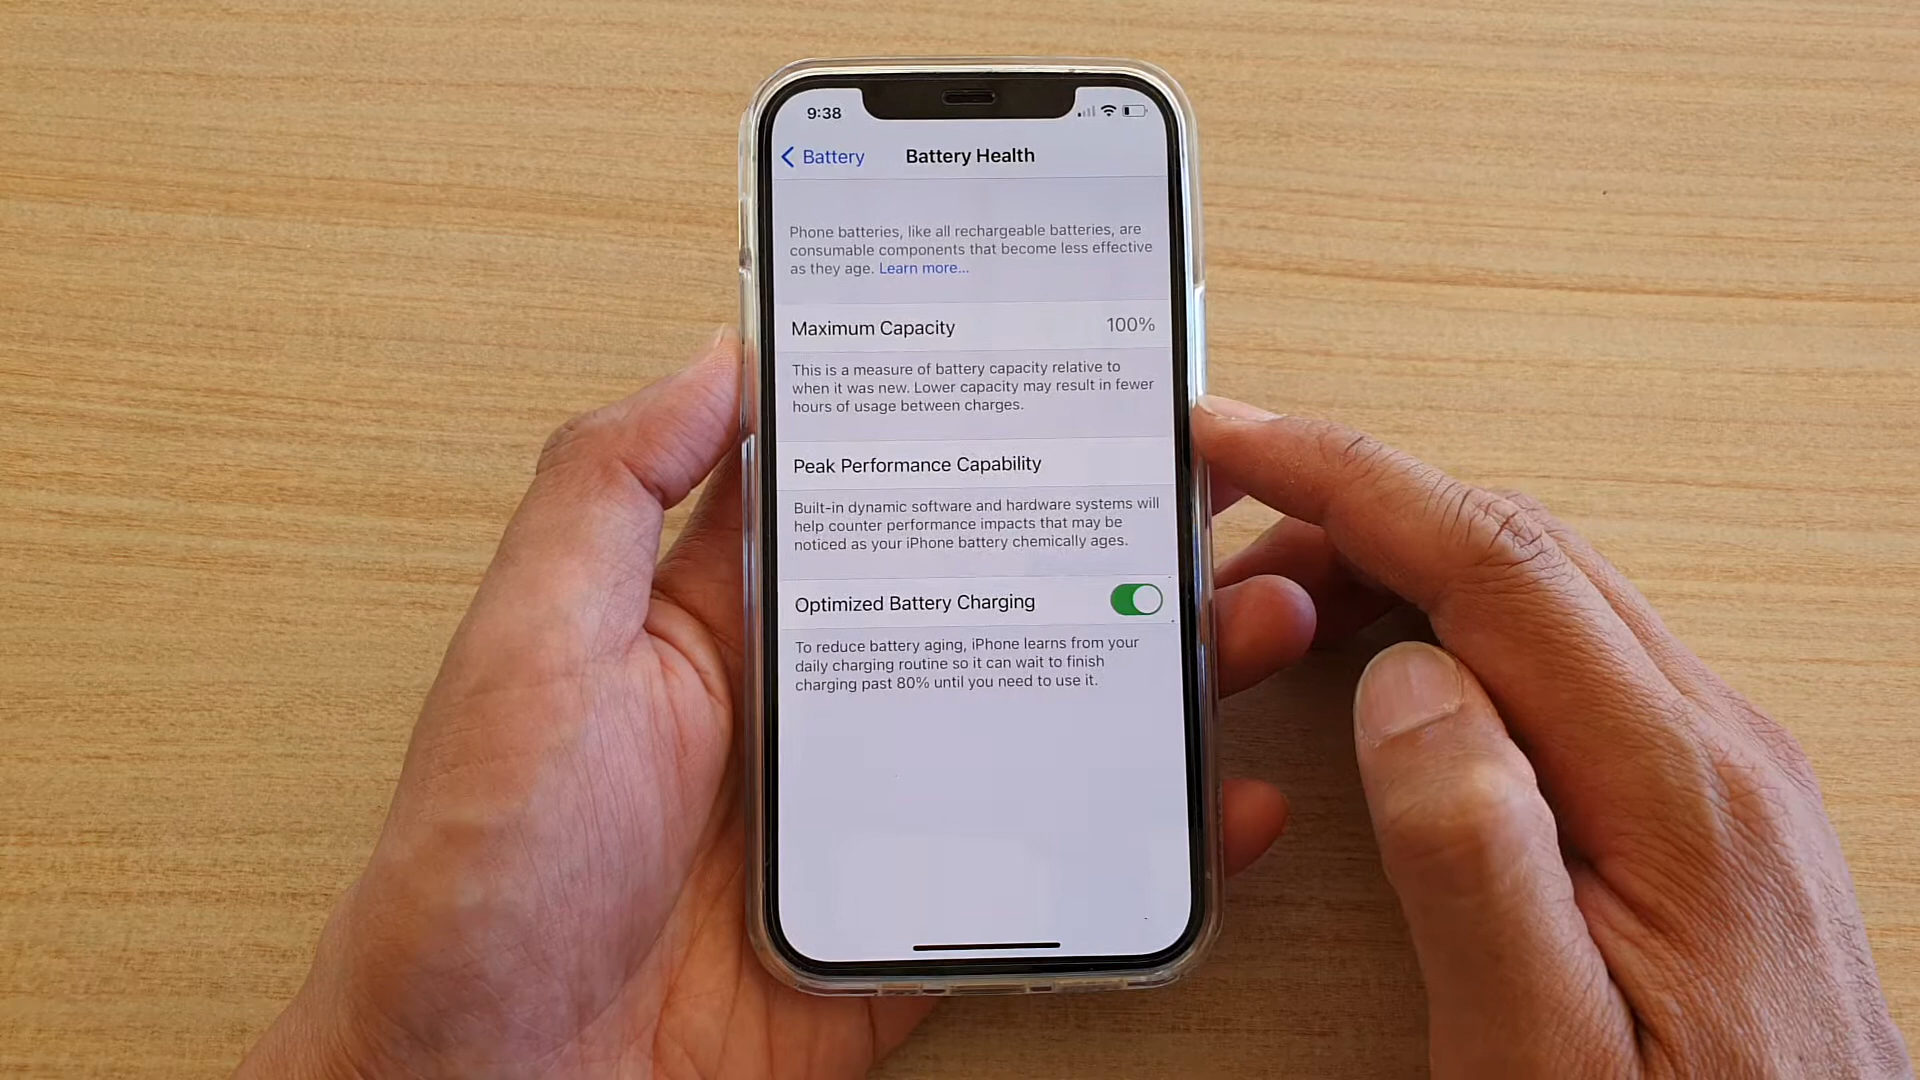 9:38
Battery
Battery Health
Phone batteries, like all rechargeable batteries, are
consumable components that become less effective
as they age. Learn more...
Maximum Capacity 100%
This is a measure of battery capacity relative to
when it was new. Lower capacity may result in fewer
hours of usage between charges.
Peak Performance Capability
Built-in dynamic software and hardware systems will
help counter performance impacts that may be
noticed as your iPhone battery chemically ages.
Optimized Battery Charging
To reduce battery aging, iPhone learns from your
daily charging routine so it can wait to finish
charging past 80% until you need to use it.